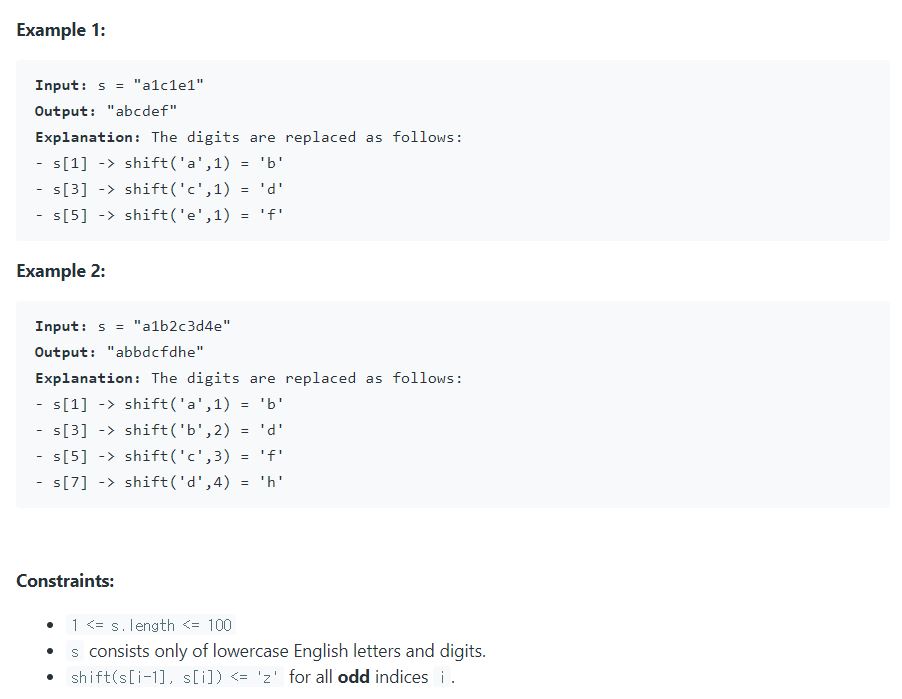 Example 1:
Input: s = "a1c1e1"
Output: "abcdef"
Explanation: The digits are replaced as follows:
- s[1] -> shift('a',1) = 'b'
- s[3] -> shift('c',1) = 'd'
- s[5] -> shift('e',1) = 'f'
Example 2:
Input: s = "a1b2c3d4e"
Output: "abbdcfdhe"
Explanation: The digits are replaced as follows:
- s[1] -> shift('a',1) = 'b'
- s[3] -> shift('b',2) = 'd'
- s[5] -> shift('c',3) = 'f'
- s[7] -> shift('d',4) = 'h'
Constraints:
• 1 <= s.length <= 100
• s consists only of lowercase English letters and digits.
• shift(s[i-1], s[i]) <= 'z' for all odd indices i.